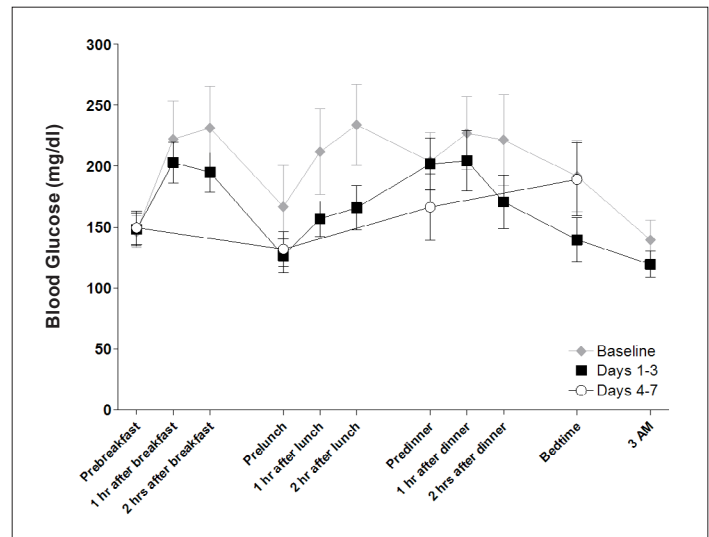 300
250
200
150
100
50
0
Blood Glucose (mg/dl)
Baseline
Days 1-3
Days 4-7
Prebreakfast
1 hr after breakfast
2 hrs after breakfast
Prelunch
1 hr after lunch
2 hr after lunch
Predinner
1 hr after dinner
2 hrs after dinner
Bedtime
3 AM